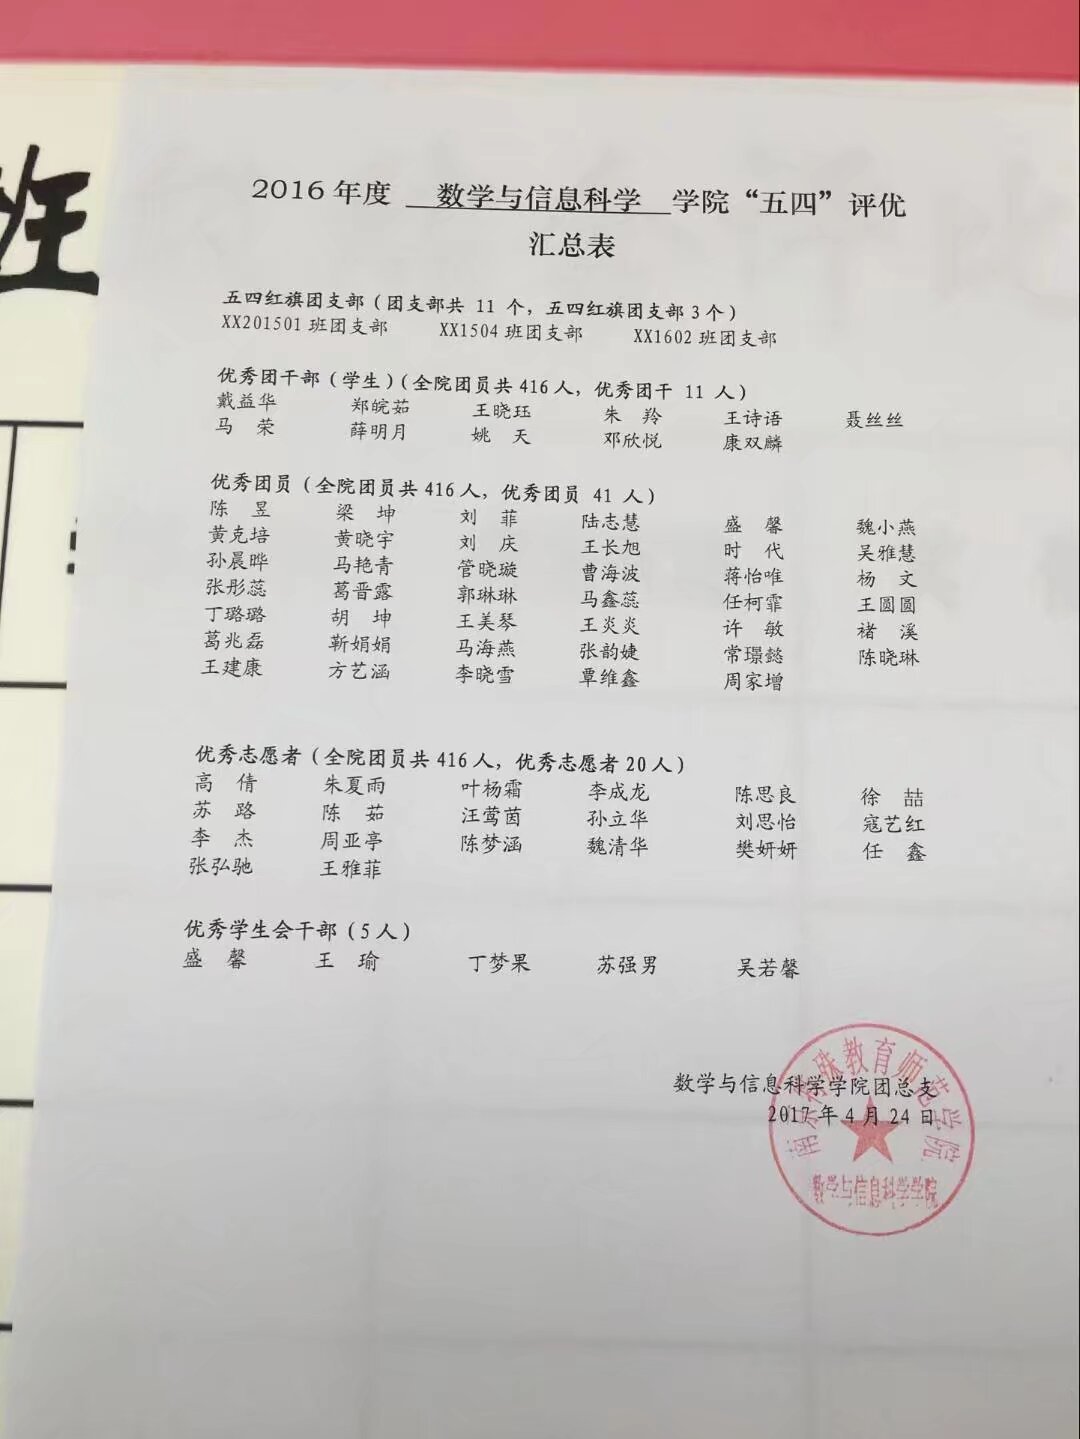 班
2016 年度 数学与信息科学 学院 “五四” 评优
汇总表
五四红旗团支部（团支部共 11 个，五四红旗团支部 3 个）
XX201501 班团支部 XX1504 班团支部 XX1602 班团支部
优秀团干部（学生）（全院团员共 416 人，优秀团干 11 人）
戴益华 郑皖茹 王晓珏 朱 羚 王诗语 聂丝丝
马 荣 薛明月 姚 天 邓欣悦 康双麟
优秀团员（全院团员共 416 人，优秀团员 41 人）
陈 昱 梁 坤 刘 菲 陆志慧 盛 馨 魏小燕
黄克培 黄晓宇 刘 庆 王长旭 时 代 吴雅慧
孙晨晔 马艳青 管晓璇 曹海波 蒋怡唯 杨 文
张彤蕊 葛晋露 郭琳琳 马鑫蕊 任柯霏 王圆圆
丁璐璐 胡 坤 王美琴 王炎炎 许 敏 褚 溪
葛兆磊 靳娟娟 马海燕 张韵婕 常璟懿 陈晓琳
王建康 方艺涵 李晓雪 覃维鑫 周家增
优秀志愿者（全院团员共 416 人，优秀志愿者 20 人）
高 倩 朱夏雨 叶杨霜 李成龙 陈思良 徐 喆
苏 路 陈 茹 汪莺茵 孙立华 刘思怡 寇艺红
李 杰 周亚亭 陈梦涵 魏清华 樊妍妍 任 鑫
张弘驰 王雅菲
优秀学生会干部（5 人）
盛 馨 王 瑜 丁梦果 苏强男 吴若馨
数学与信息科学学院团总支
2017 年 4 月 24 日
南京特殊教育师范学院
数学与信息科学学院